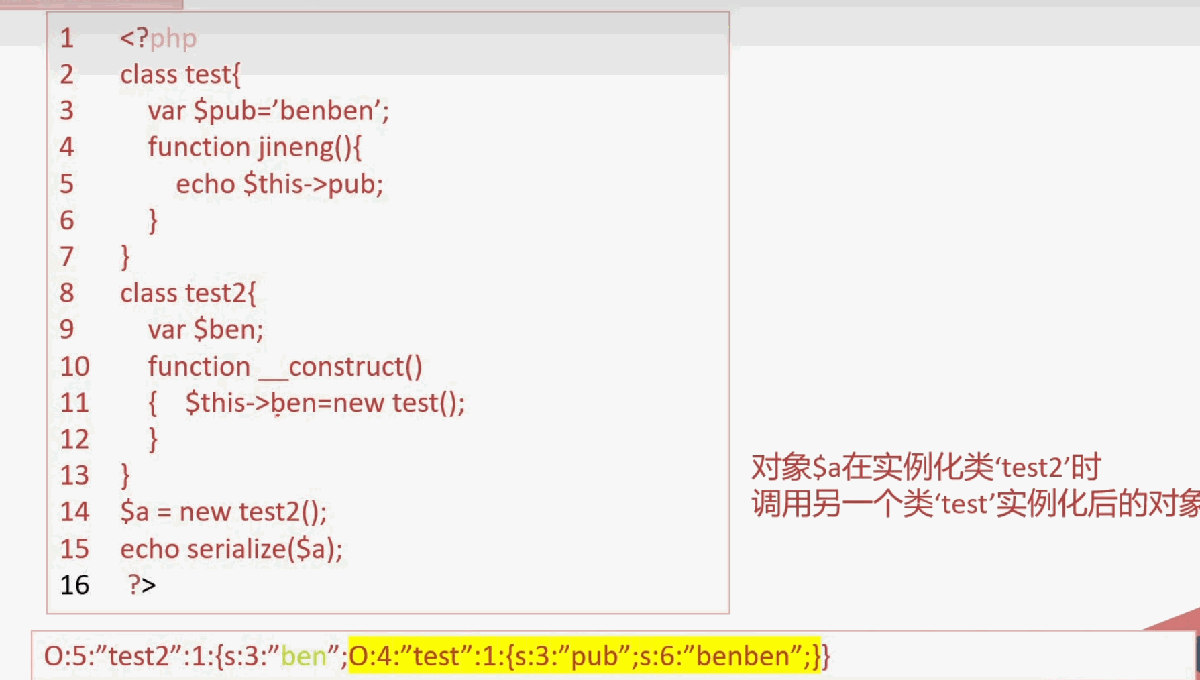 1 <?php
2 class test{
3 var $pub=’benben’;
4 function jineng(){
5 echo $this->pub;
6 }
7 }
8 class test2{
9 var $ben;
10 function __construct()
11 { $this->ben=new test();
12 }
13 }
14 $a = new test2();
15 echo serialize($a);
16 ?>
对象$a在实例化类‘test2’时
调用另一个类‘test’实例化后的对象
O:5:”test2”:1:{s:3:”ben”;O:4:”test”:1:{s:3:”pub”;s:6:”benben”;}}